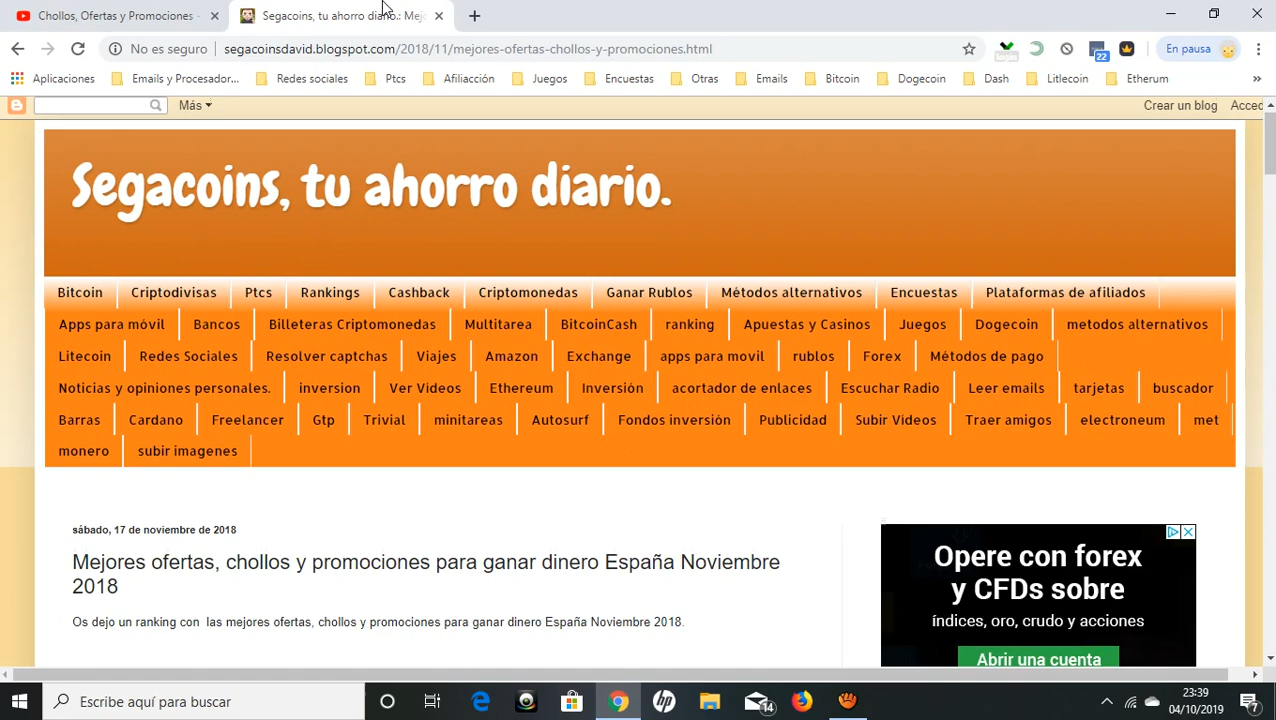 Chollos, Ofertas y Promociones -
Segacoins, tu ahorro diario.: Mej
No es seguro segacoinsdavid.blogspot.com/2018/11/mejores-ofertas-chollos-y-promociones.html
22
En pausa
Aplicaciones Emails y Procesador... Redes sociales Ptcs Afiliacción Juegos Encuestas Otras Emails Bitcoin Dogecoin Dash Litlecoin Etherum »
Más Crear un blog Acced
Segacoins, tu ahorro diario.
Bitcoin Criptodivisas Ptcs Rankings Cashback Criptomonedas Ganar Rublos Métodos alternativos Encuestas Plataformas de afiliados
Apps para móvil Bancos Billeteras Criptomonedas Multitarea BitcoinCash ranking Apuestas y Casinos Juegos Dogecoin metodos alternativos
Litecoin Redes Sociales Resolver captchas Viajes Amazon Exchange apps para movil rublos Forex Métodos de pago
Noticias y opiniones personales. inversion Ver Videos Ethereum Inversión acortador de enlaces Escuchar Radio Leer emails tarjetas buscador
Barras Cardano Freelancer Gtp Trivial minitareas Autosurf Fondos inversión Publicidad Subir Videos Traer amigos electroneum met
monero subir imagenes
sábado, 17 de noviembre de 2018
Mejores ofertas, chollos y promociones para ganar dinero España Noviembre
2018
Os dejo un ranking con las mejores ofertas, chollos y promociones para ganar dinero España Noviembre 2018.
Opere con forex
y CFDs sobre
índices, oro, crudo y acciones
Abrir una cuenta
Escribe aquí para buscar
hp
14
23:39
04/10/2019
7